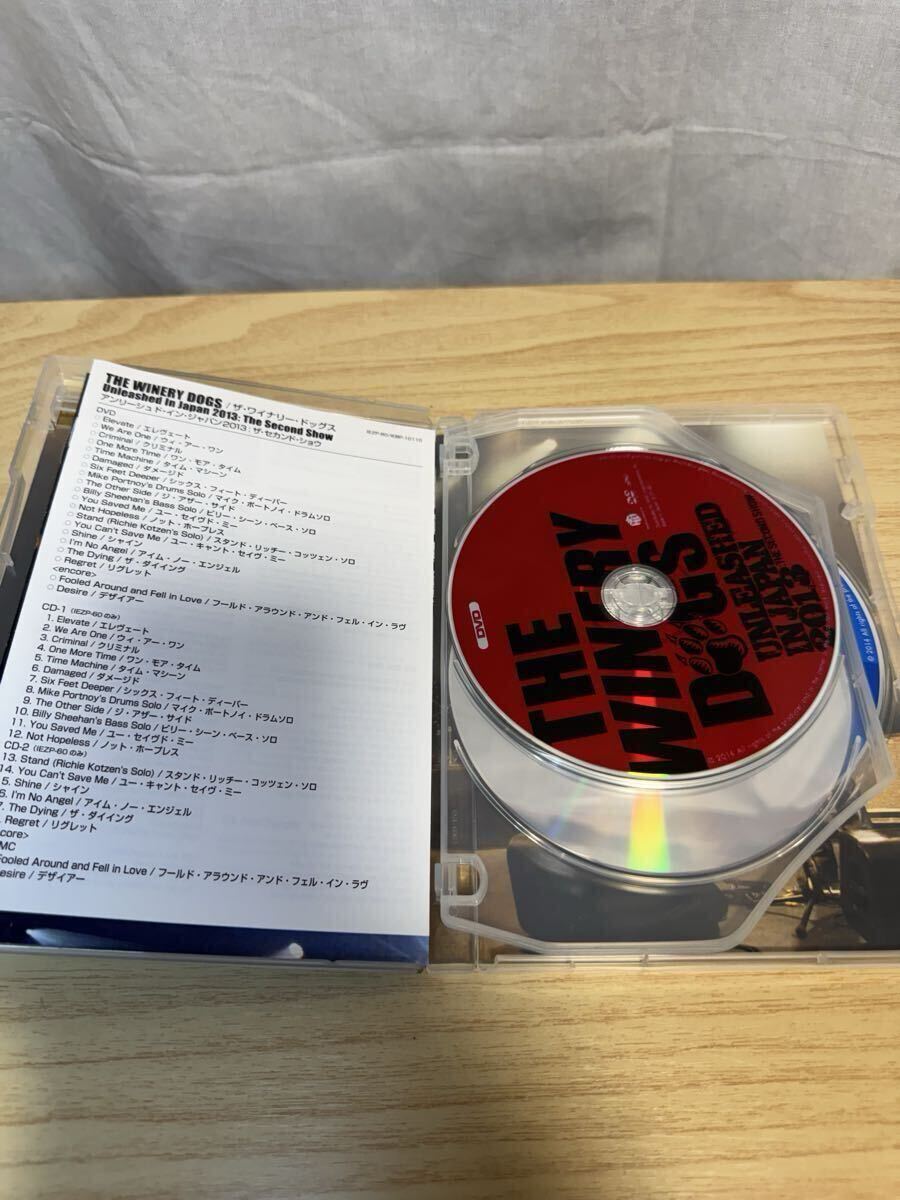 THE WINERY DOGS / ザ・ワイナリー・ドッグス
Unleashed In Japan 2013: The Second Show
アンリーシュド・イン・ジャパン2013:ザ・セカンド・ショウ
DVD
○ Elevate / エレヴェート
○ We Are One / ウィ・アー・ワン
○ Criminal / クリミナル
○ One More Time / ワン・モア・タイム
○ Time Machine / タイム・マシーン
○ Damaged / ダメージド
○ Six Feet Deeper / シックス・フィート・ディーパー
○ Mike Portnoy's Drums Solo / マイク・ポートノイ・ドラムソロ
○ The Other Side / ジ・アザー・サイド
○ Billy Sheehan's Bass Solo / ビリー・シーン・ベース・ソロ
○ You Saved Me / ユー・セイヴド・ミー
○ Not Hopeless / ノット・ホープレス
○ Stand (Richie Kotzen's Solo) / スタンド・リッチー・コッツェン・ソロ
○ You Can't Save Me / ユー・キャント・セイヴ・ミー
○ Shine / シャイン
○ I'm No Angel / アイム・ノー・エンジェル
○ The Dying / ザ・ダイイング
○ Regret / リグレット
<encore>
○ Fooled Around and Fell in Love / フールド・アラウンド・アンド・フェル・イン・ラヴ
○ Desire / デザイアー
CD-1 (IEZP-60 のみ)
1. Elevate / エレヴェート
2. We Are One / ウィ・アー・ワン
3. Criminal / クリミナル
4. One More Time / ワン・モア・タイム
5. Time Machine / タイム・マシーン
6. Damaged / ダメージド
7. Six Feet Deeper / シックス・フィート・ディーパー
8. Mike Portnoy's Drums Solo / マイク・ポートノイ・ドラムソロ
9. The Other Side / ジ・アザー・サイド
10. Billy Sheehan's Bass Solo / ビリー・シーン・ベース・ソロ
11. You Saved Me / ユー・セイヴド・ミー
12. Not Hopeless / ノット・ホープレス
CD-2 (IEZP-60 のみ)
13. Stand (Richie Kotzen's Solo) / スタンド・リッチー・コッツェン・ソロ
14. You Can't Save Me / ユー・キャント・セイヴ・ミー
5. Shine / シャイン
6. I'm No Angel / アイム・ノー・エンジェル
7. The Dying / ザ・ダイイング
. Regret / リグレット
core>
MC
Fooled Around and Fell in Love / フールド・アラウンド・アンド・フェル・イン・ラヴ
esire / デザイアー
DVD
THE
WINERY
DOGS
UNLEASHED
IN JAPAN
2013
THE SECOND SHOW
© 2014 All rights of